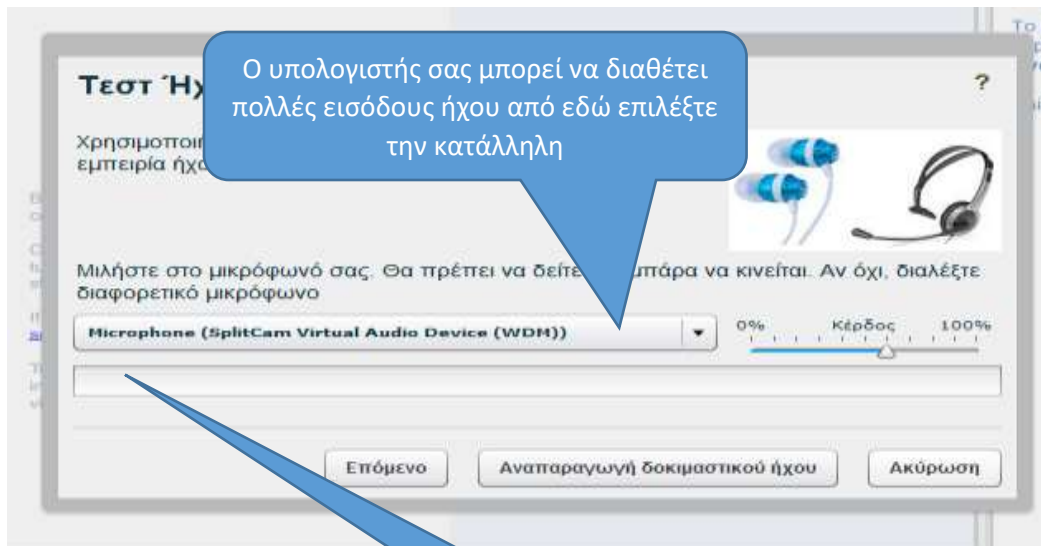 Ο υπολογιστής σας μπορεί να διαθέτει
πολλές εισόδους ήχου από εδώ επιλέξτε
την κατάλληλη
Τεστ Ήχ
?
Χρησιμοποιή
εμπειρία ήχο
Μιλήστε στο μικρόφωνό σας. Θα πρέπει να δείτε μπάρα να κινείται. Αν όχι, διαλέξτε
διαφορετικό μικρόφωνο
Microphone (SplitCam Virtual Audio Device (WDM))
0% Κέρδος 100%
Επόμενο Αναπαραγωγή δοκιμαστικού ήχου Ακύρωση